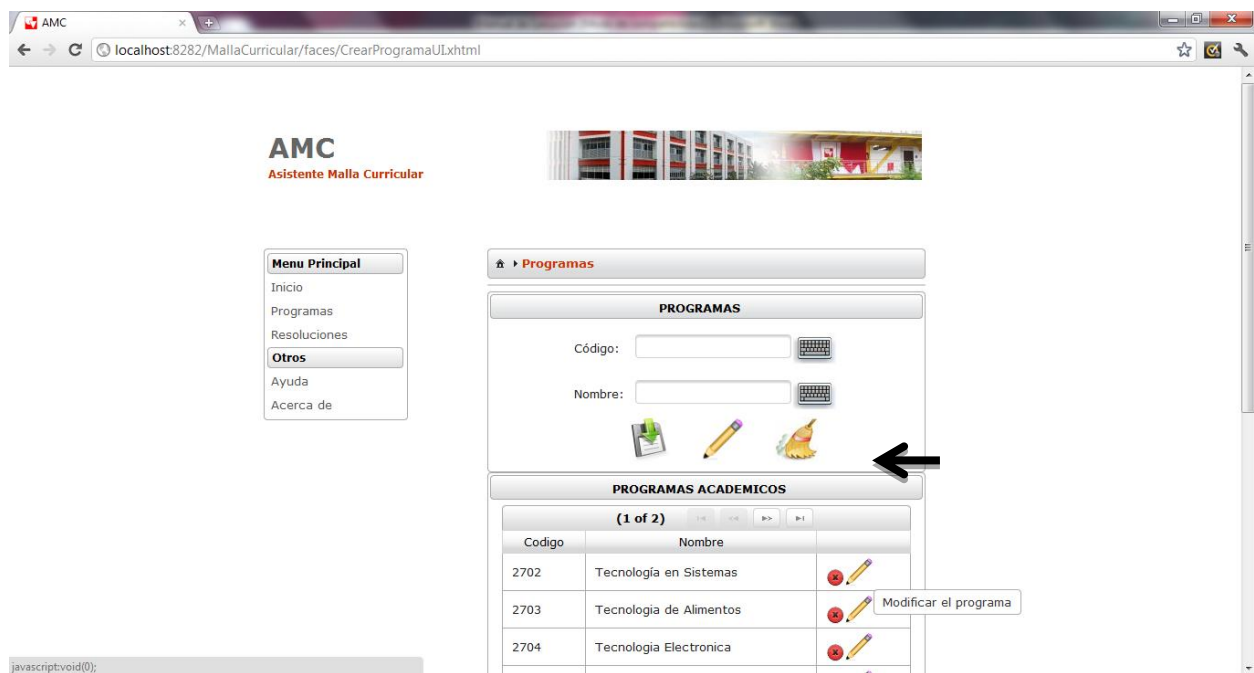 AMC
localhost:8282/MallaCurricular/faces/CrearProgramaUI.xhtml
AMC
Asistente Malla Curricular
Menu Principal
Inicio
Programas
Resoluciones
Otros
Ayuda
Acerca de
Programas
PROGRAMAS
Código:
Nombre:
PROGRAMAS ACADEMICOS
(1 of 2)
Codigo Nombre
2702 Tecnología en Sistemas
2703 Tecnologia de Alimentos
Modificar el programa
2704 Tecnologia Electronica
javascript:void(0);